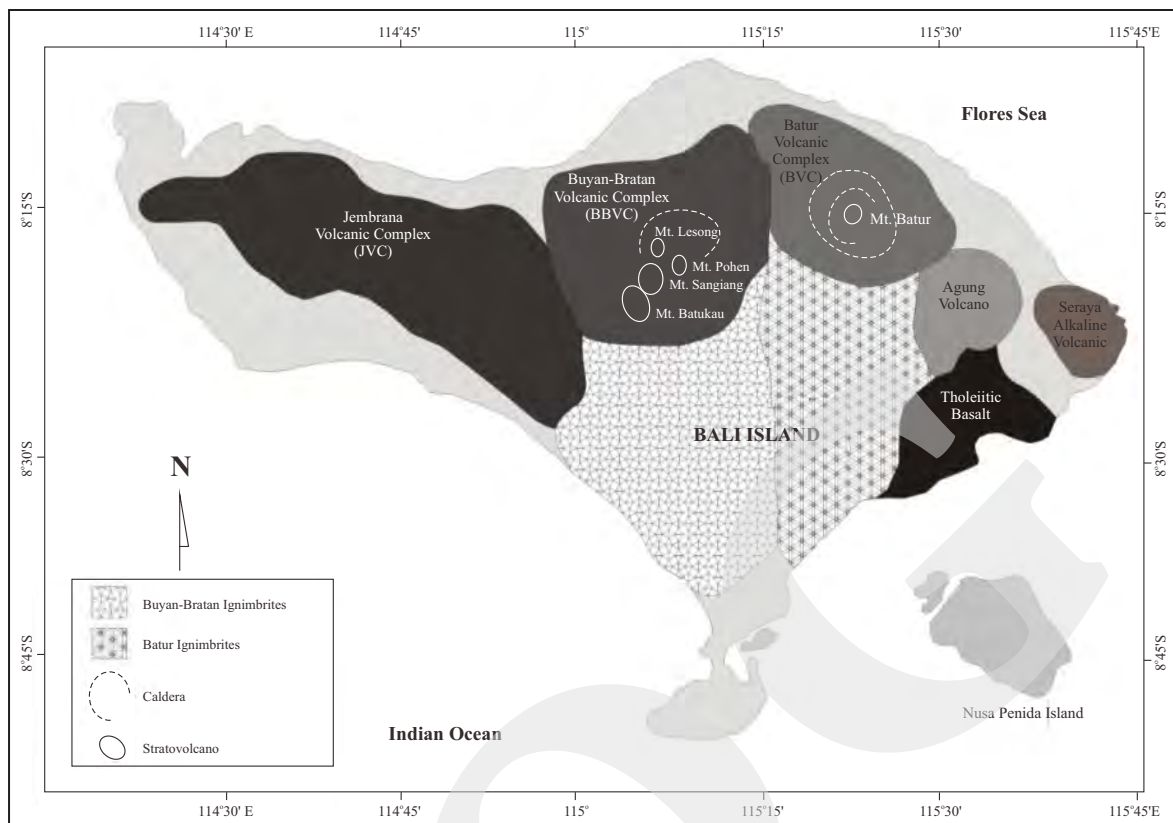 114°30' E
114°45'
115°
115°15'
115°30'
115°45' E
Flores Sea
Batur
Volcanic
Complex
(BVC)
Buyan-Bratan
Volcanic Complex
(BBVC)
8°15'S
8°15'S
Jembrana
Volcanic Complex
(JVC)
Mt. Lesong
Mt. Batur
Mt. Pohen
Mt. Sangiang
Mt. Batukau
Agung
Volcano
Seraya
Alkaline
Volcanic
Tholeiitic
Basalt
BALI ISLAND
8°30'S
8°30'S
N
Buyan-Bratan Ignimbrites
Batur Ignimbrites
Caldera
Stratovolcano
8°45'S
8°45'S
Nusa Penida Island
Indian Ocean
114°30' E
114°45'
115°
115°15'
115°30'
115°45' E